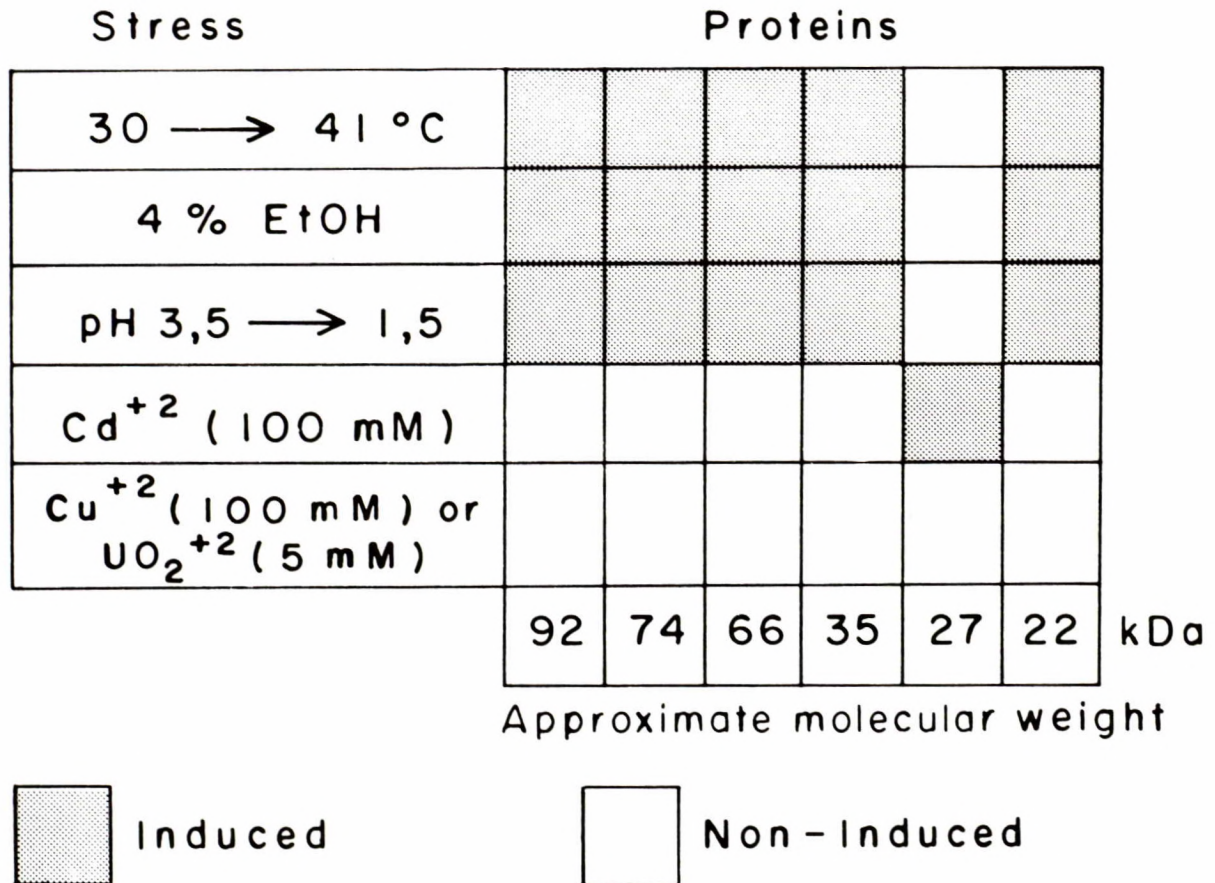 Stress Proteins
30 → 41 °C
4 % EtOH
pH 3,5 → 1,5
Cd+2 (100 mM)
Cu+2 (100 mM) or
UO2+2 (5 mM)
92 74 66 35 27 22 kDa
Approximate molecular weight
Induced Non-Induced